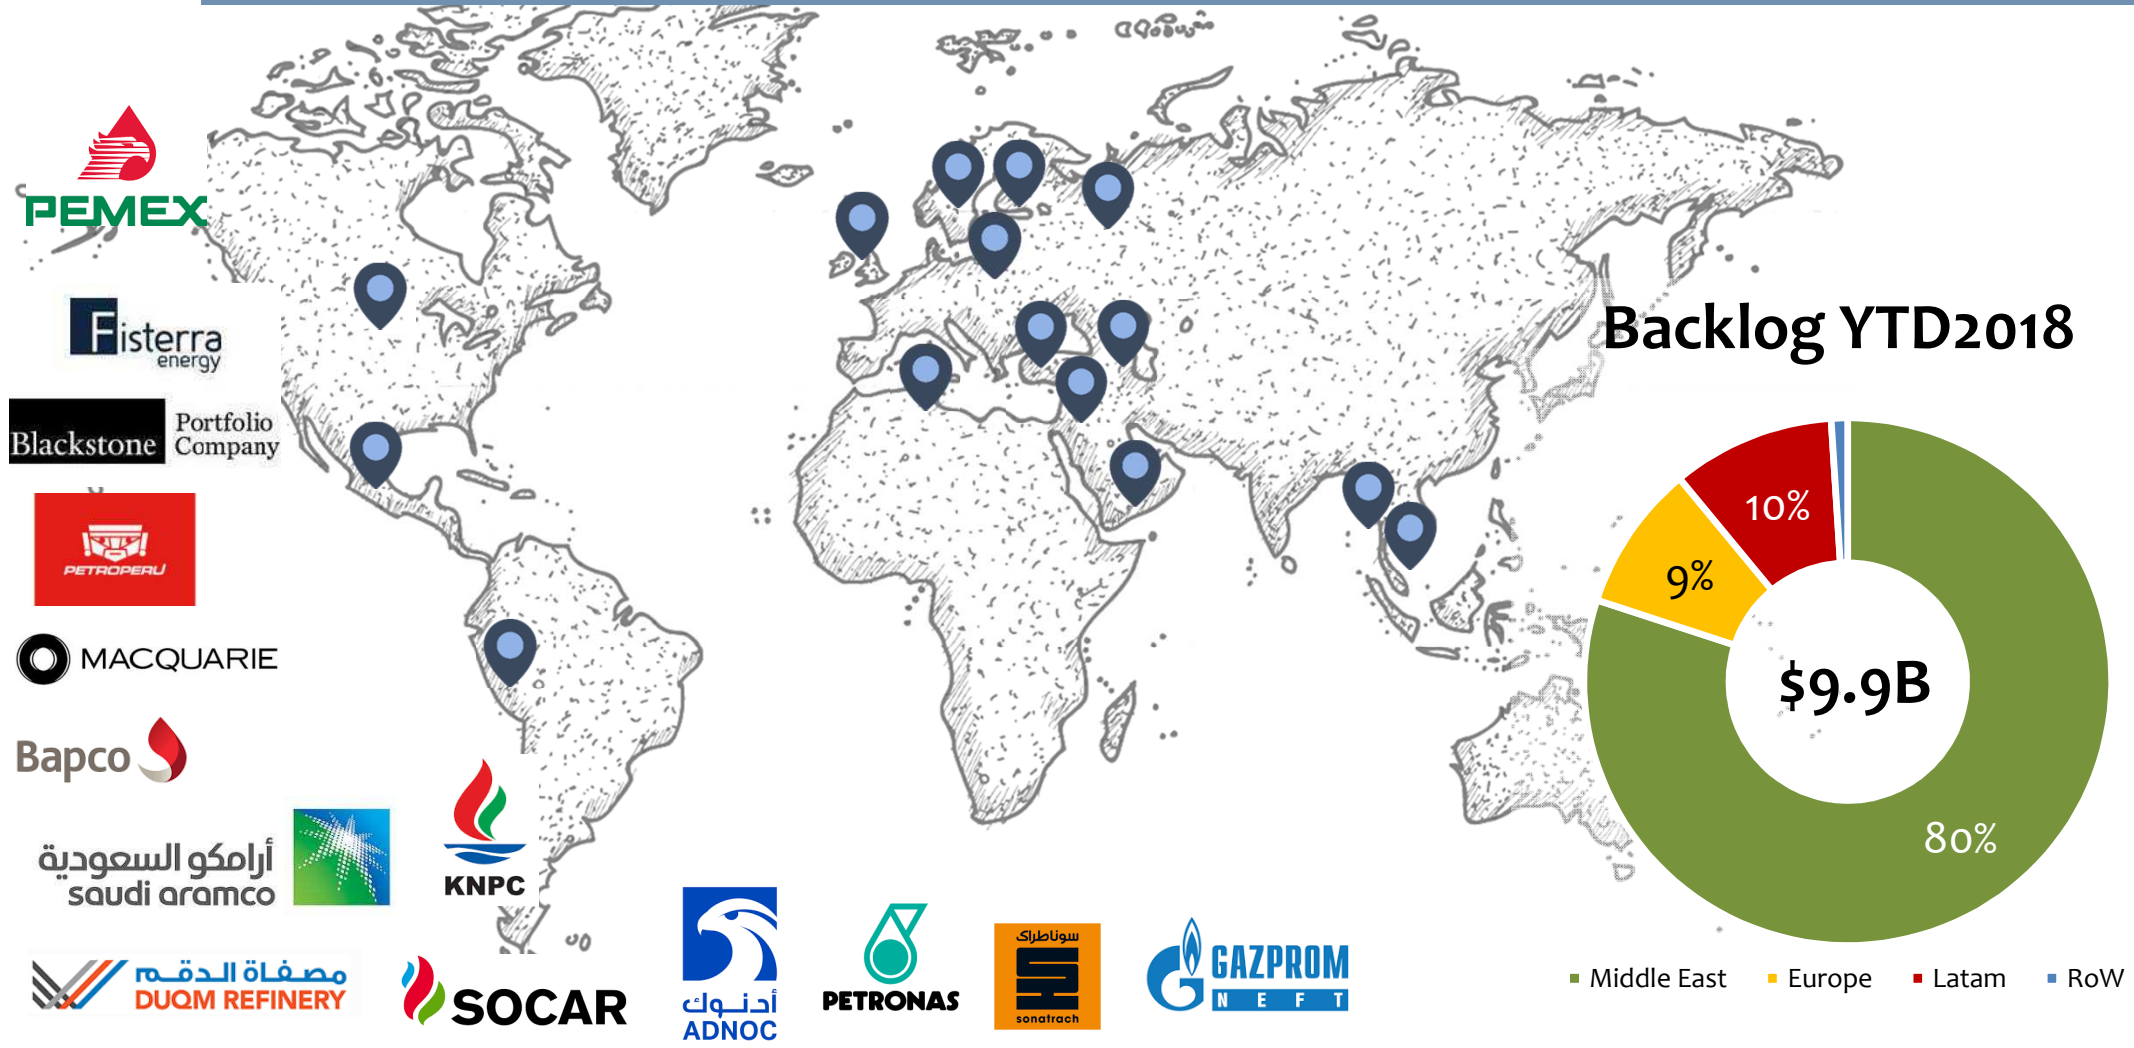 PEMEX
Fisterra
energy
Blackstone
Portfolio
Company
PETROPERU
MACQUARIE
Bapco
أرامكو السعودية
saudi aramco
KNPC
مصفاة الدقم
DUQM REFINERY
SOCAR
أدنوك
ADNOC
PETRONAS
سوناطراك
sonatrach
GAZPROM
NEFT
Backlog YTD2018
10%
9%
$9.9B
80%
Middle East
Europe
Latam
RoW